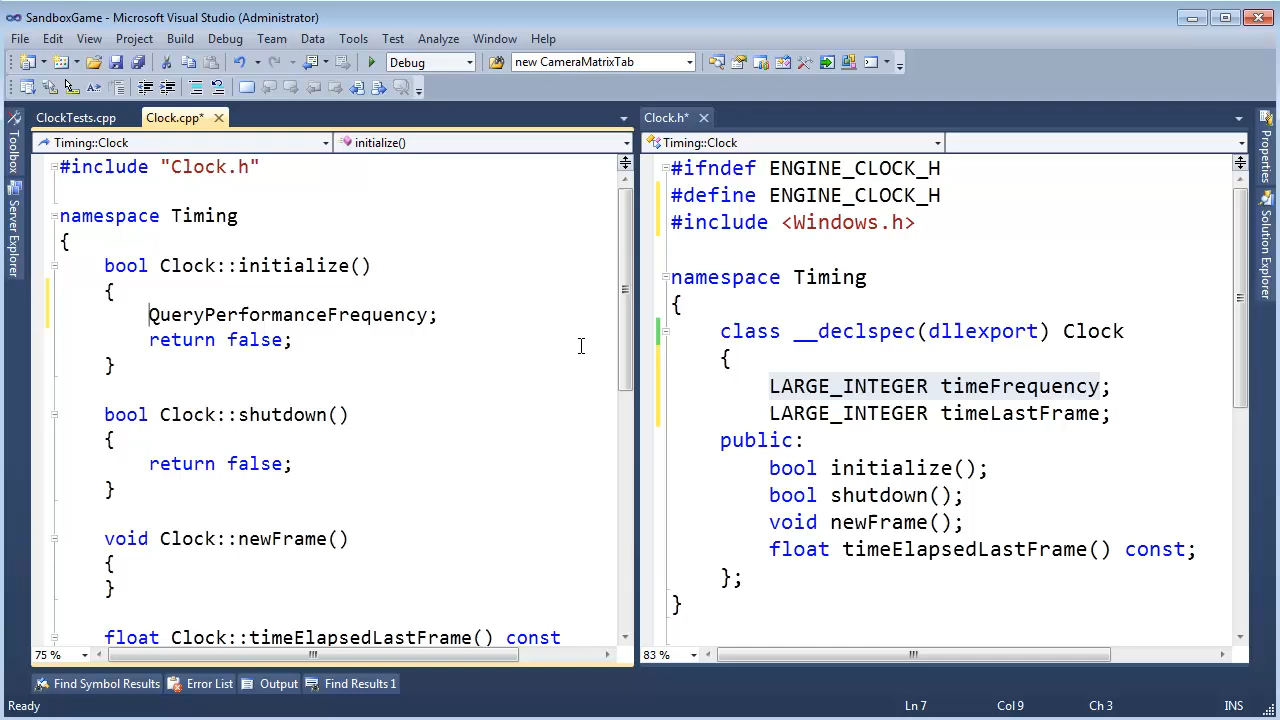 SandboxGame - Microsoft Visual Studio (Administrator)
File Edit View Project Build Debug Team Data Tools Test Analyze Window Help
Debug new CameraMatrixTab
ClockTests.cpp Clock.cpp* Clock.h*
Timing::Clock initialize() Timing::Clock
Toolbox
Server Explorer
#include "Clock.h"
namespace Timing
{
bool Clock::initialize()
{
QueryPerformanceFrequency;
return false;
}
bool Clock::shutdown()
{
return false;
}
void Clock::newFrame()
{
}
float Clock::timeElapsedLastFrame() const
75 %
#ifndef ENGINE_CLOCK_H
#define ENGINE_CLOCK_H
#include <Windows.h>
namespace Timing
{
class __declspec(dllexport) Clock
{
LARGE_INTEGER timeFrequency;
LARGE_INTEGER timeLastFrame;
public:
bool initialize();
bool shutdown();
void newFrame();
float timeElapsedLastFrame() const;
};
}
83 %
Properties
Solution Explorer
Find Symbol Results Error List Output Find Results 1
Ready Ln 7 Col 9 Ch 3 INS